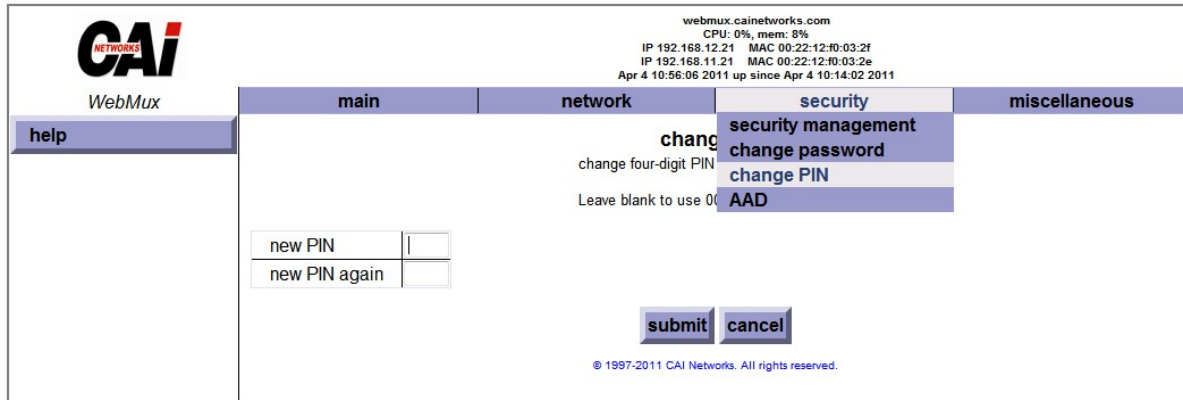 NETWORKS
CAi
WebMux
webmux.cainetworks.com
CPU: 0%, mem: 8%
IP 192.168.12.21 MAC 00:22:12:f0:03:2f
IP 192.168.11.21 MAC 00:22:12:f0:03:2e
Apr 4 10:56:06 2011 up since Apr 4 10:14:02 2011
main network security miscellaneous
help
security management
change password
change PIN
AAD
chang
change four-digit PIN
Leave blank to use 00
new PIN
new PIN again
submit cancel
© 1997-2011 CAI Networks. All rights reserved.